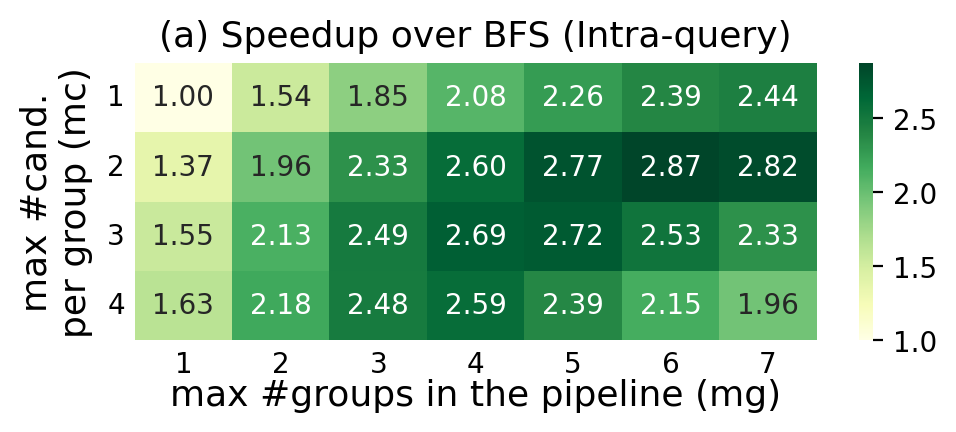 (a) Speedup over BFS (Intra-query)
max #cand.
per group (mc)
1 1.00 1.54 1.85 2.08 2.26 2.39 2.44
2 1.37 1.96 2.33 2.60 2.77 2.87 2.82
3 1.55 2.13 2.49 2.69 2.72 2.53 2.33
4 1.63 2.18 2.48 2.59 2.39 2.15 1.96
1 2 3 4 5 6 7
max #groups in the pipeline (mg)
2.5
2.0
1.5
1.0